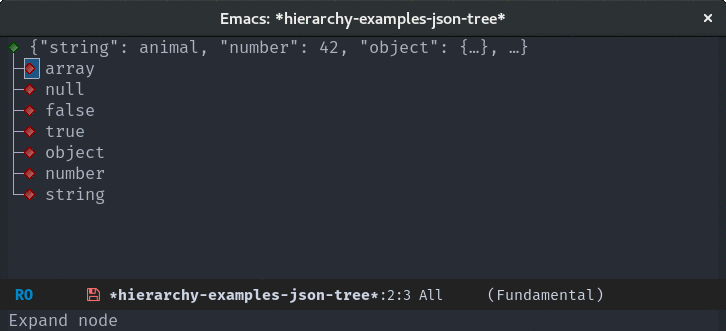 Emacs: *hierarchy-examples-json-tree*
{"string": animal, "number": 42, "object": {…}, …}
array
null
false
true
object
number
string
RO *hierarchy-examples-json-tree*:2:3 All (Fundamental)
Expand node